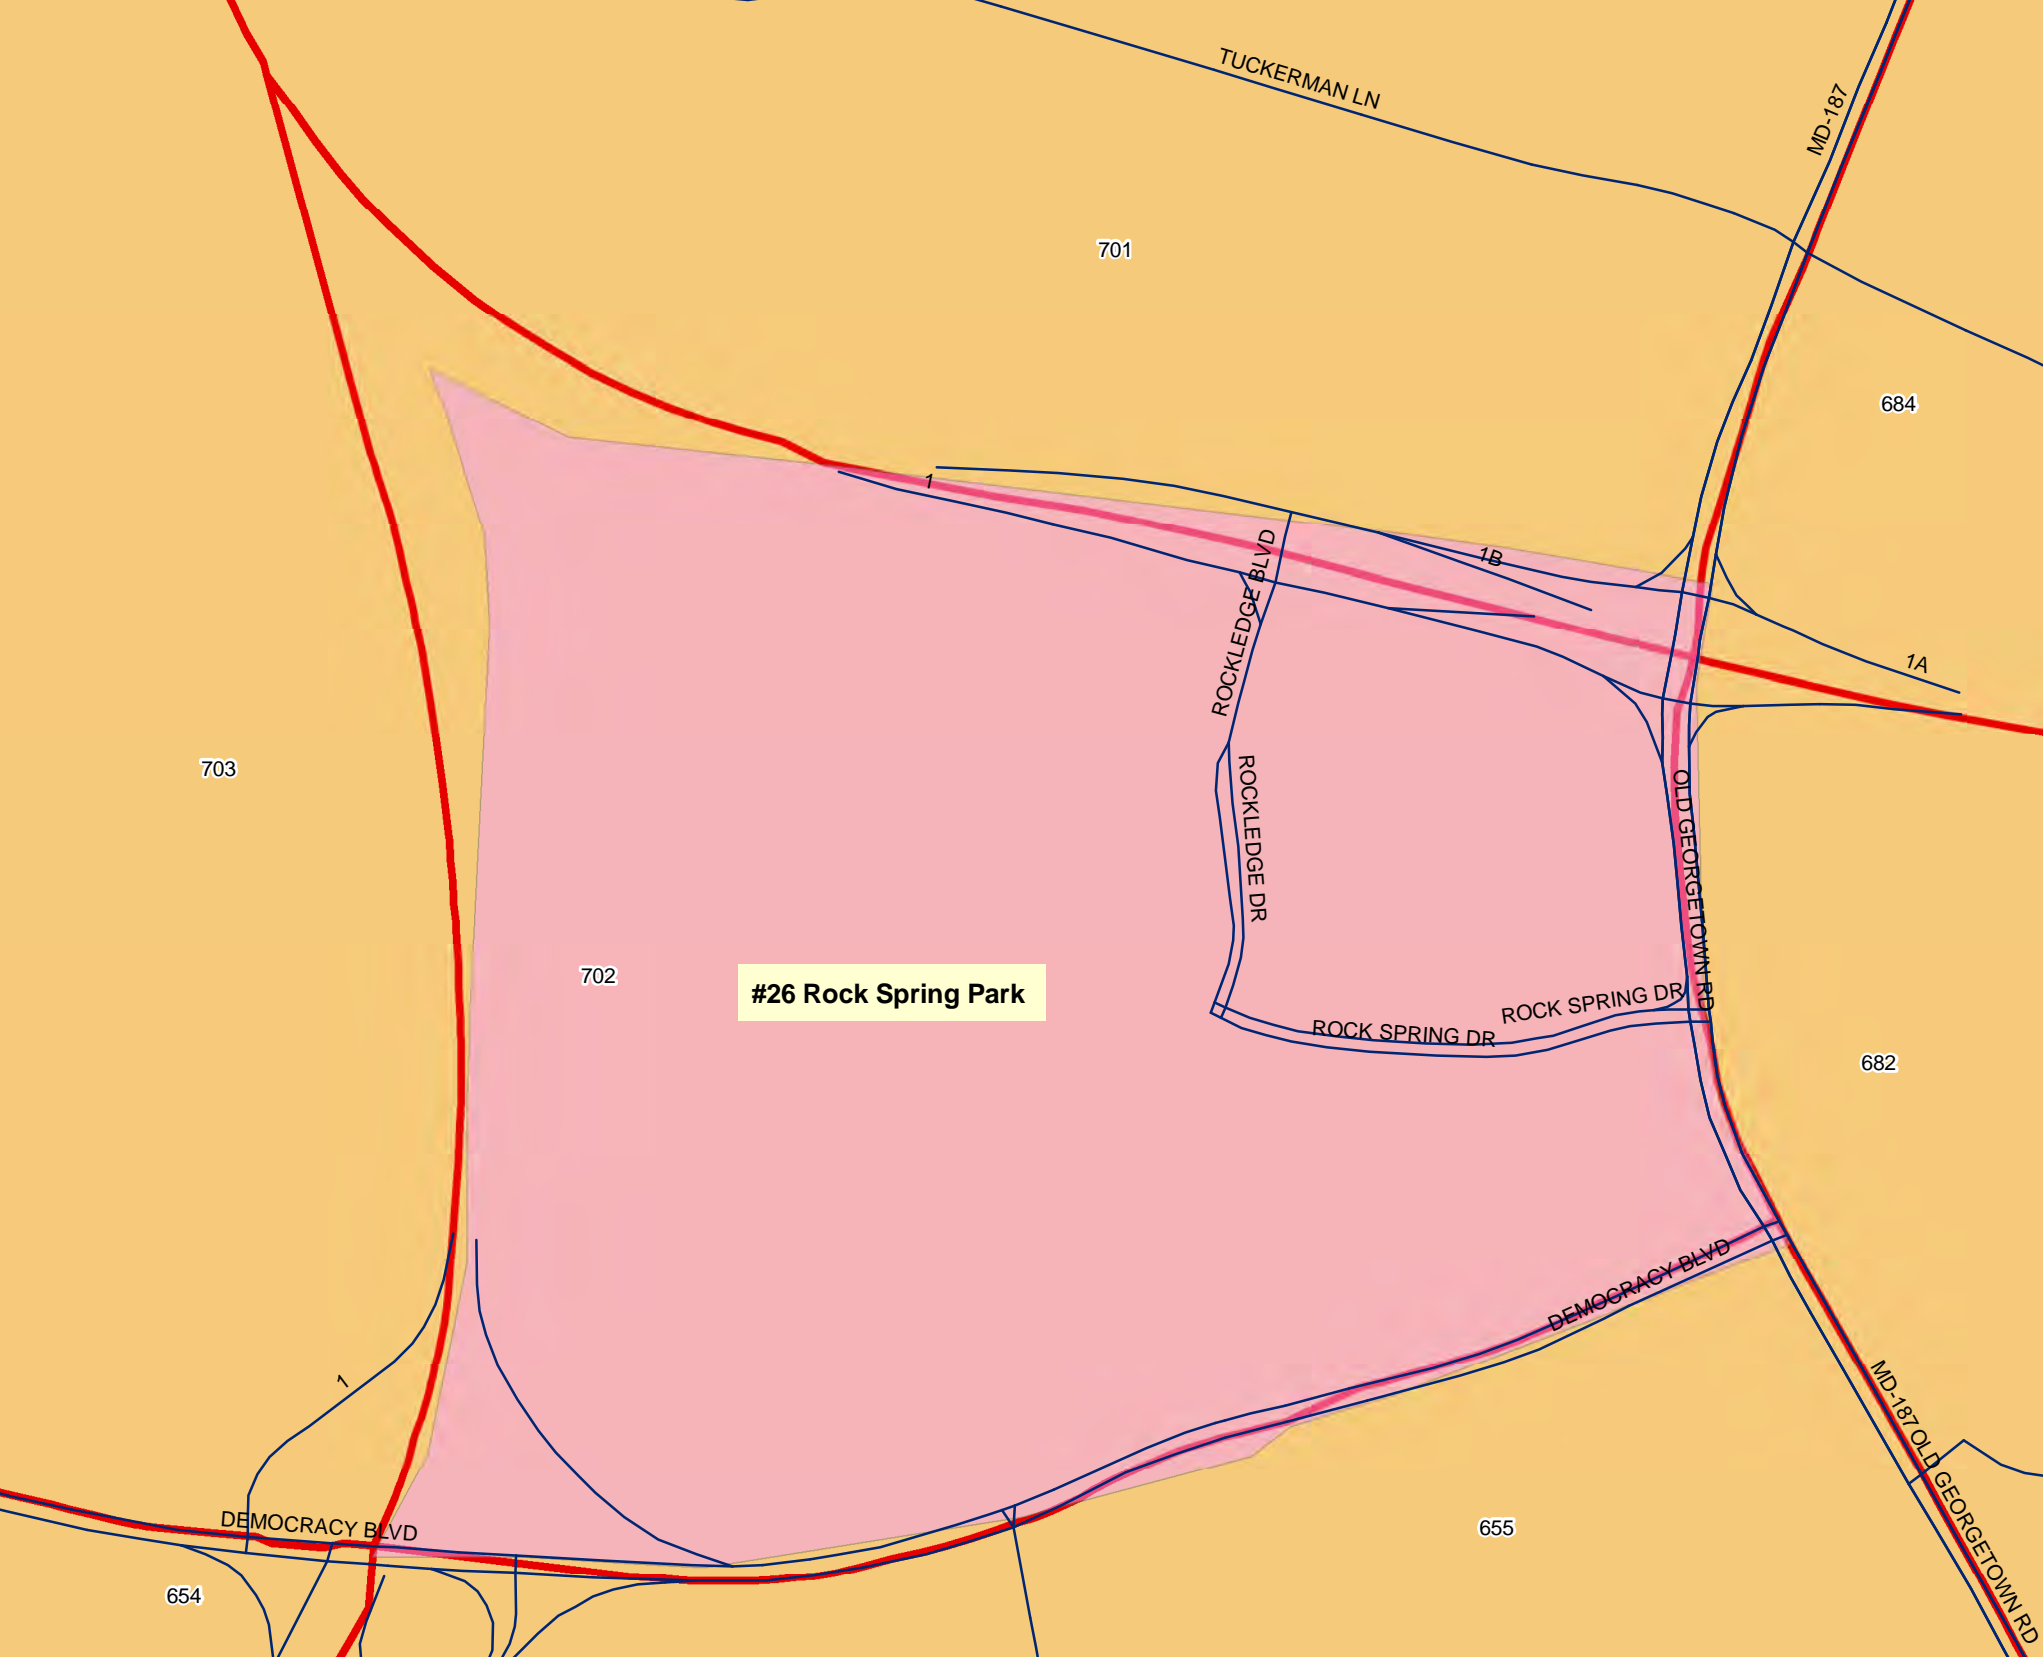 TUCKERMAN LN
MD-187
701
684
1
1B
ROCKLEDGE BLVD
1A
703
ROCKLEDGE DR
OLD GEORGETOWN RD
702
#26 Rock Spring Park
ROCK SPRING DR
ROCK SPRING DR
682
DEMOCRACY BLVD
1
MD-187 OLD GEORGETOWN RD
DEMOCRACY BLVD
655
654